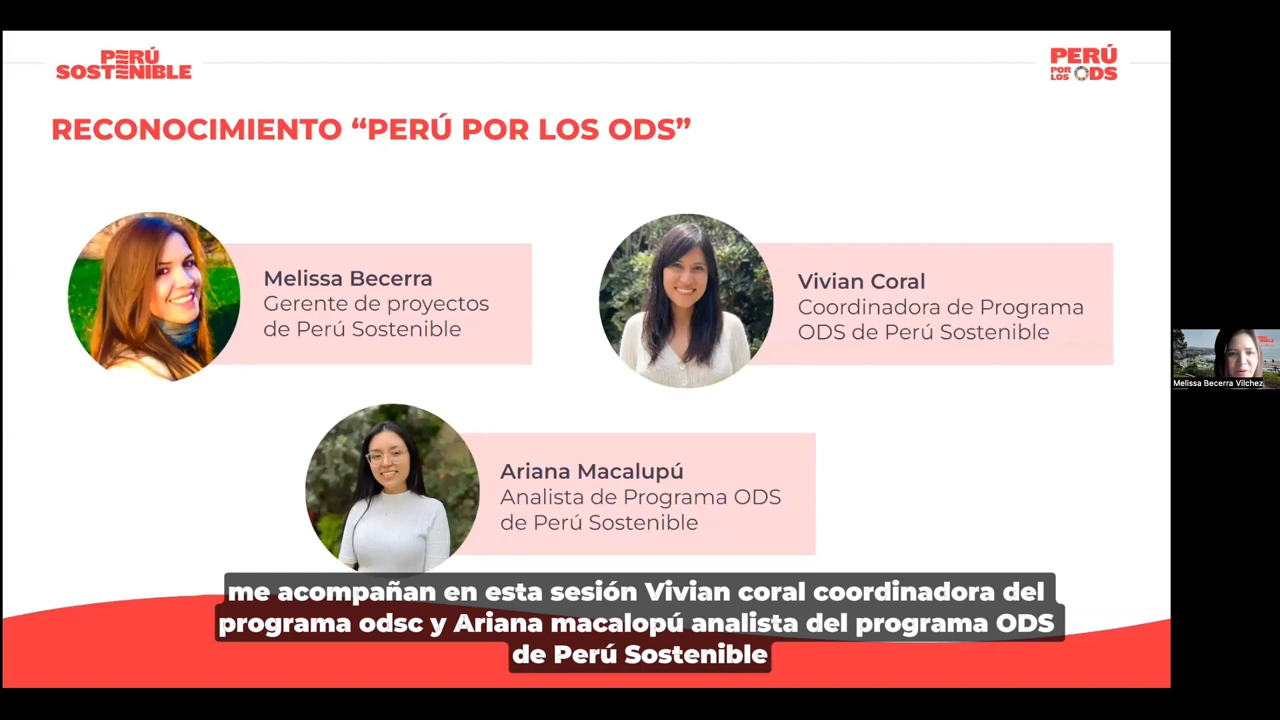 PERÚ
SOSTENIBLE
PERÚ
POR
LOS ODS
RECONOCIMIENTO “PERÚ POR LOS ODS”
Melissa Becerra
Gerente de proyectos
de Perú Sostenible
Vivian Coral
Coordinadora de Programa
ODS de Perú Sostenible
Melissa Becerra Vilchez
Ariana Macalupú
Analista de Programa ODS
de Perú Sostenible
me acompañan en esta sesión Vivian coral coordinadora del
programa odsc y Ariana macalopú analista del programa ODS
de Perú Sostenible